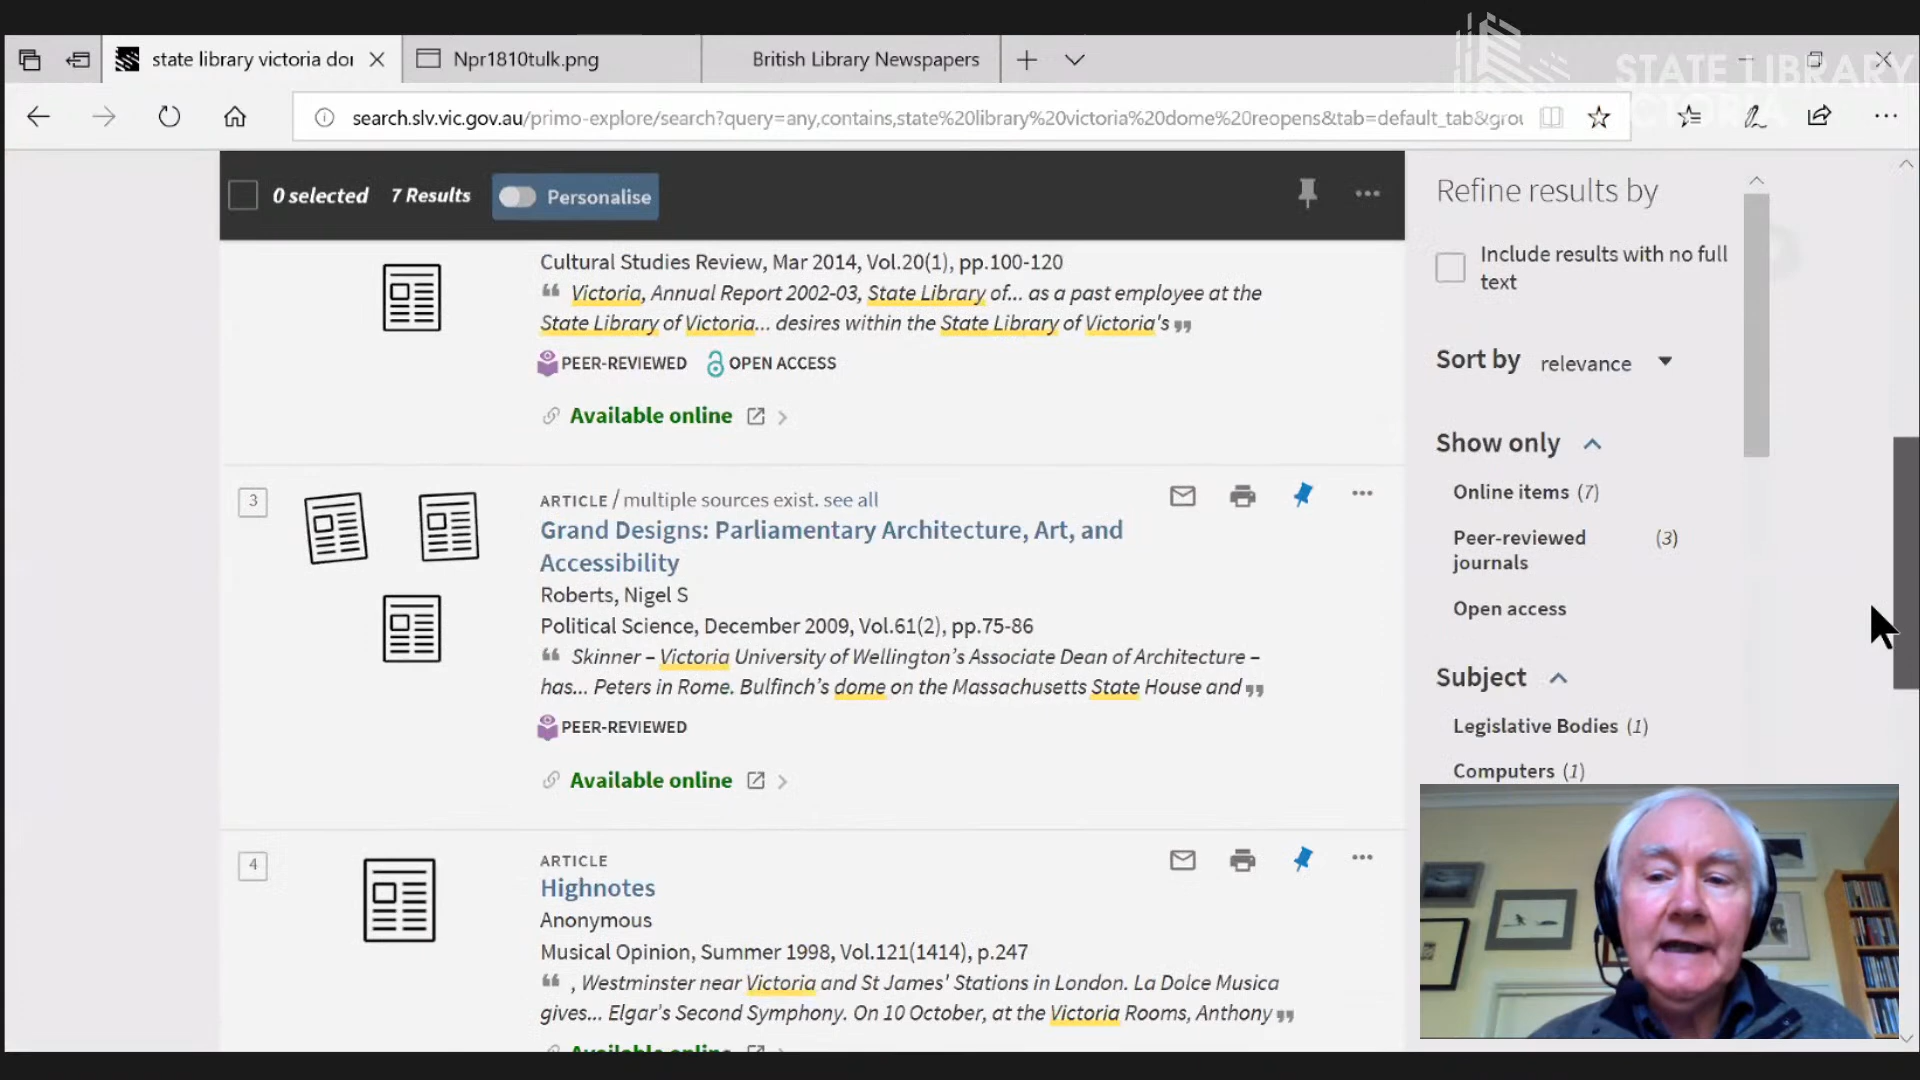 state library victoria doi
Npr1810tulk.png
British Library Newspapers
STATE LIBRARY
VICTORIA
search.slv.vic.gov.au/primo-explore/search?query=any,contains,state%20library%20victoria%20dome%20reopens&tab=default_tab&grou
0 selected 7 Results Personalise
Cultural Studies Review, Mar 2014, Vol.20(1), pp.100-120
❝ Victoria, Annual Report 2002-03, State Library of... as a past employee at the
State Library of Victoria... desires within the State Library of Victoria's ❞
PEER-REVIEWED OPEN ACCESS
Available online
3
ARTICLE / multiple sources exist. see all
Grand Designs: Parliamentary Architecture, Art, and
Accessibility
Roberts, Nigel S
Political Science, December 2009, Vol.61(2), pp.75-86
❝ Skinner – Victoria University of Wellington's Associate Dean of Architecture –
has... Peters in Rome. Bulfinch's dome on the Massachusetts State House and ❞
PEER-REVIEWED
Available online
4
ARTICLE
Highnotes
Anonymous
Musical Opinion, Summer 1998, Vol.121(1414), p.247
❝ , Westminster near Victoria and St James' Stations in London. La Dolce Musica
gives... Elgar's Second Symphony. On 10 October, at the Victoria Rooms, Anthony ❞
Available online
Refine results by
Include results with no full
text
Sort by relevance
Show only
Online items (7)
Peer-reviewed (3)
journals
Open access
Subject
Legislative Bodies (1)
Computers (1)